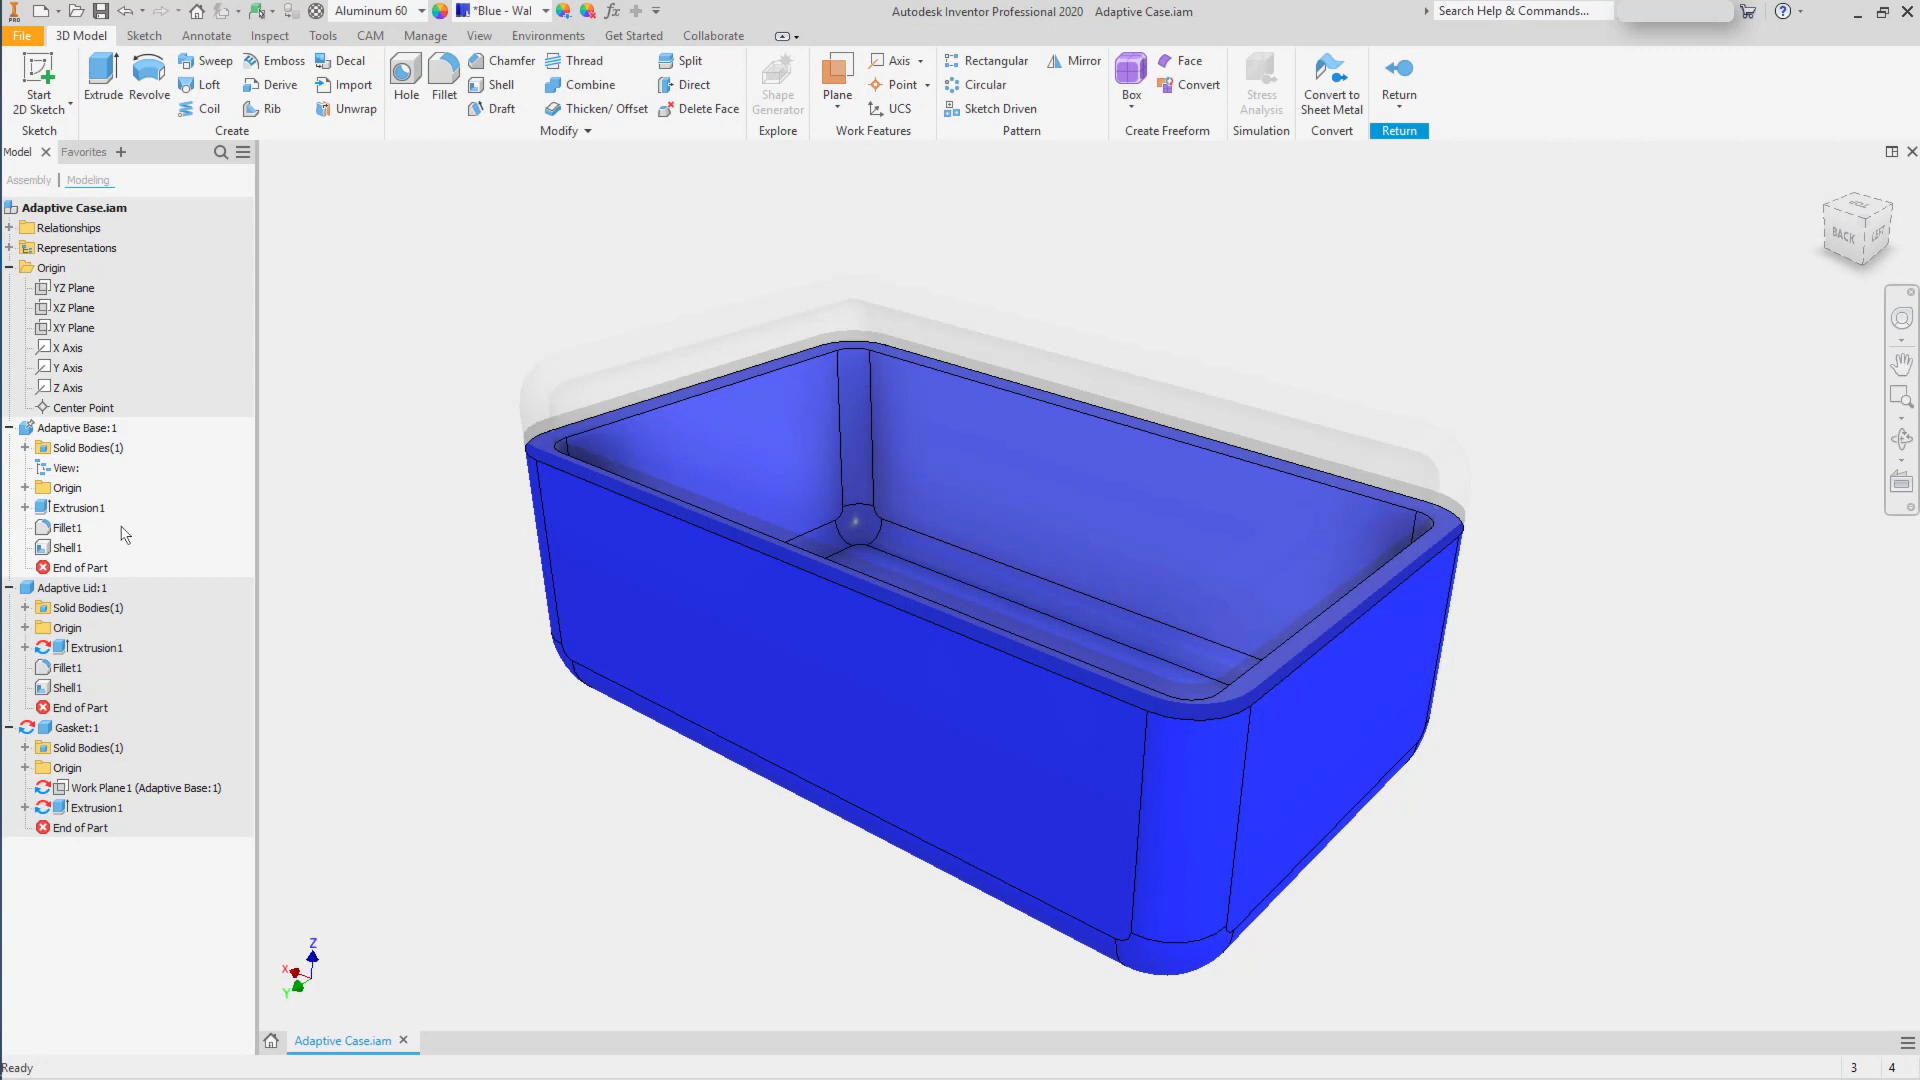 PRO
Aluminum 60
*Blue - Wal
fx
Autodesk Inventor Professional 2020 Adaptive Case.iam
Search Help & Commands...
File 3D Model Sketch Annotate Inspect Tools CAM Manage View Environments Get Started Collaborate
Start
2D Sketch
Sketch
Extrude
Revolve
Sweep
Loft
Coil
Emboss
Derive
Rib
Decal
Import
Unwrap
Create
Hole
Fillet
Chamfer
Shell
Draft
Thread
Combine
Thicken/ Offset
Split
Direct
Delete Face
Modify
Shape
Generator
Explore
Plane
Axis
Point
UCS
Work Features
Rectangular
Circular
Sketch Driven
Mirror
Pattern
Box
Face
Convert
Create Freeform
Stress
Analysis
Simulation
Convert to
Sheet Metal
Convert
Return
Return
Model Favorites
Assembly Modeling
Adaptive Case.iam
Relationships
Representations
Origin
YZ Plane
XZ Plane
XY Plane
X Axis
Y Axis
Z Axis
Center Point
Adaptive Base:1
Solid Bodies(1)
View:
Origin
Extrusion1
Fillet1
Shell1
End of Part
Adaptive Lid:1
Solid Bodies(1)
Origin
Extrusion1
Fillet1
Shell1
End of Part
Gasket:1
Solid Bodies(1)
Origin
Work Plane1 (Adaptive Base:1)
Extrusion1
End of Part
TOP
BACK
LEFT
Z
X
Y
Adaptive Case.iam
Ready
3 4